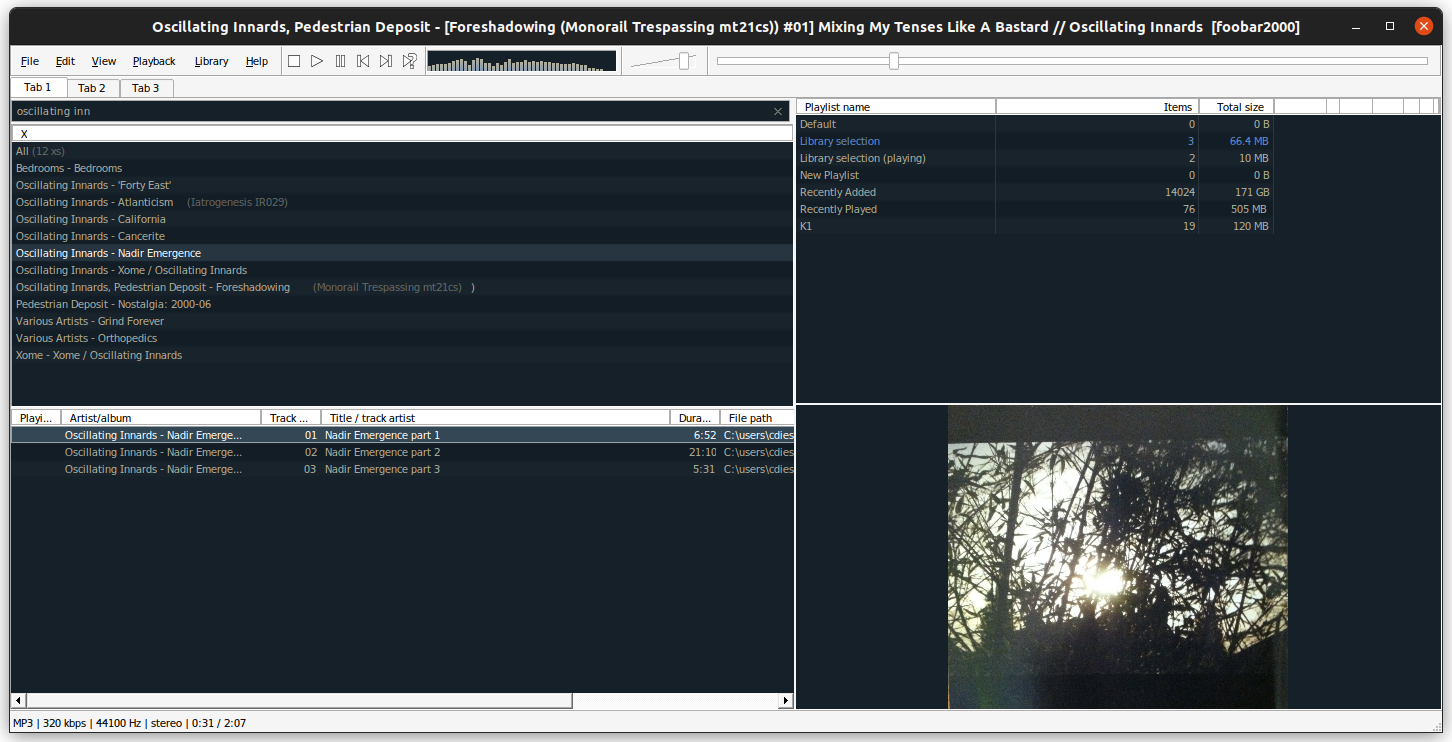 Oscillating Innards, Pedestrian Deposit - [Foreshadowing (Monorail Trespassing mt21cs)) #01] Mixing My Tenses Like A Bastard // Oscillating Innards [foobar2000]
File Edit View Playback Library Help
Tab 1 Tab 2 Tab 3
oscillating inn
X
All (12 xs)
Bedrooms - Bedrooms
Oscillating Innards - 'Forty East'
Oscillating Innards - Atlanticism (Iatrogenesis IR029)
Oscillating Innards - California
Oscillating Innards - Cancerite
Oscillating Innards - Nadir Emergence
Oscillating Innards - Xome / Oscillating Innards
Oscillating Innards, Pedestrian Deposit - Foreshadowing (Monorail Trespassing mt21cs) )
Pedestrian Deposit - Nostalgia: 2000-06
Various Artists - Grind Forever
Various Artists - Orthopedics
Xome - Xome / Oscillating Innards
Playi... Artist/album Track ... Title / track artist Dura... File path
Oscillating Innards - Nadir Emerge... 01 Nadir Emergence part 1 6:52 C:\users\cdies
Oscillating Innards - Nadir Emerge... 02 Nadir Emergence part 2 21:10 C:\users\cdies
Oscillating Innards - Nadir Emerge... 03 Nadir Emergence part 3 5:31 C:\users\cdies
Playlist name Items Total size
Default 0 0 B
Library selection 3 66.4 MB
Library selection (playing) 2 10 MB
New Playlist 0 0 B
Recently Added 14024 171 GB
Recently Played 76 505 MB
K1 19 120 MB
MP3 | 320 kbps | 44100 Hz | stereo | 0:31 / 2:07